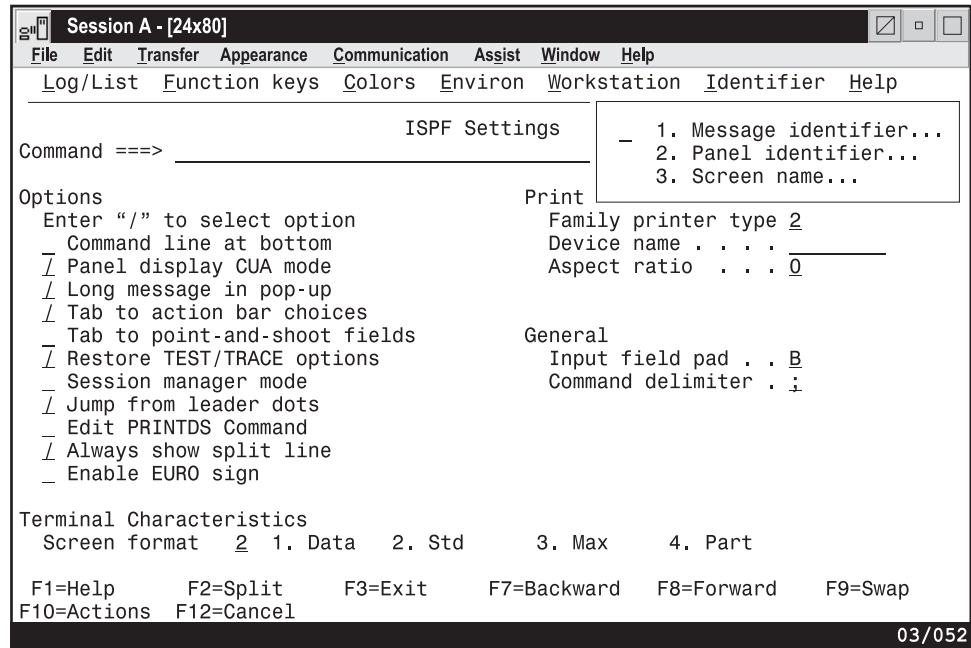 Session A - [24x80]
File Edit Transfer Appearance Communication Assist Window Help
Log/List Function keys Colors Environ Workstation Identifier Help
ISPF Settings
_ 1. Message identifier...
2. Panel identifier...
3. Screen name...
Command ===>
Options Print
Enter “/” to select option Family printer type 2
_ Command line at bottom Device name . . . .
/ Panel display CUA mode Aspect ratio . . . 0
/ Long message in pop-up
/ Tab to action bar choices
_ Tab to point-and-shoot fields General
/ Restore TEST/TRACE options Input field pad . . B
_ Session manager mode Command delimiter . ;
/ Jump from leader dots
_ Edit PRINTDS Command
/ Always show split line
_ Enable EURO sign
Terminal Characteristics
Screen format 2 1. Data 2. Std 3. Max 4. Part
F1=Help F2=Split F3=Exit F7=Backward F8=Forward F9=Swap
F10=Actions F12=Cancel
03/052